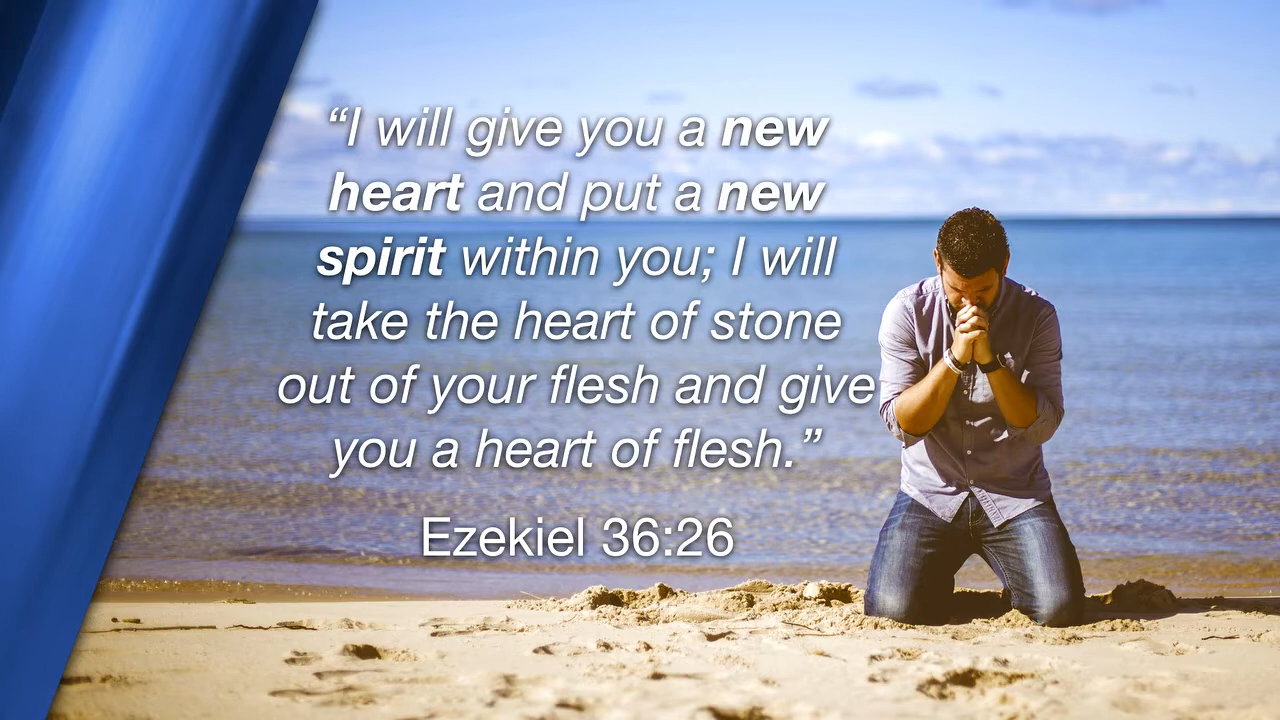 “I will give you a new
heart and put a new
spirit within you; I will
take the heart of stone
out of your flesh and give
you a heart of flesh.”
Ezekiel 36:26